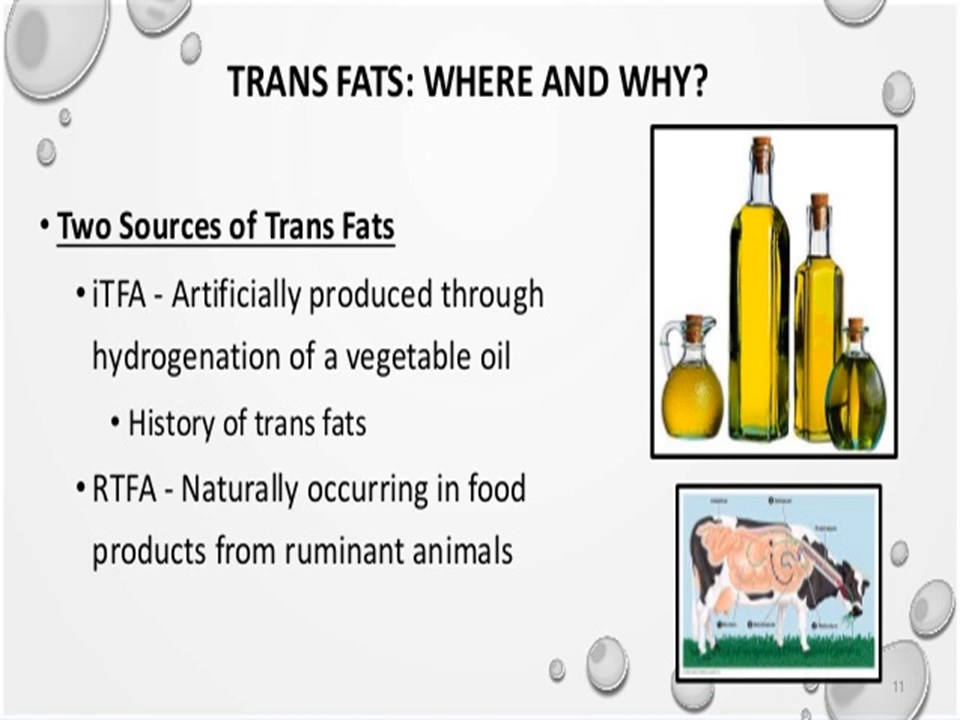 TRANS FATS: WHERE AND WHY?
• Two Sources of Trans Fats
• iTFA - Artificially produced through
hydrogenation of a vegetable oil
• History of trans fats
• RTFA - Naturally occurring in food
products from ruminant animals
11